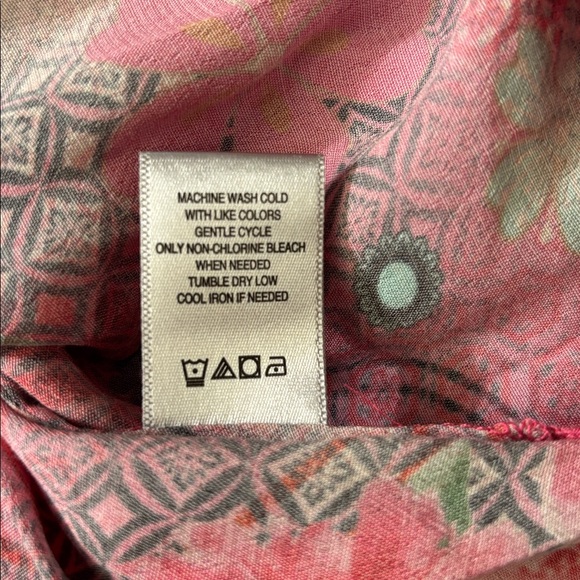 MACHINE WASH COLD
WITH LIKE COLORS
GENTLE CYCLE
ONLY NON-CHLORINE BLEACH
WHEN NEEDED
TUMBLE DRY LOW
COOL IRON IF NEEDED